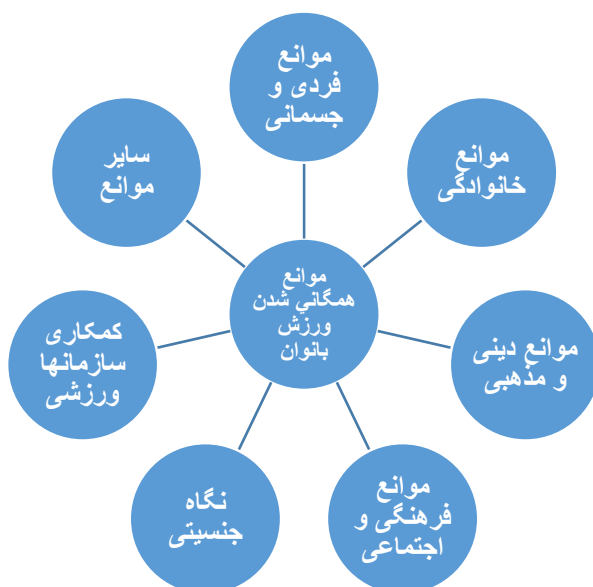 موانع
فردی و
جسمانی
موانع
خانوادگی
موانع دینی
و مذهبی
موانع
فرهنگی و
اجتماعی
نگاه
جنسیتی
کمکاری
سازمانها
ورزشی
سایر
موانع
موانع
همگاني شدن
ورزش
بانوان